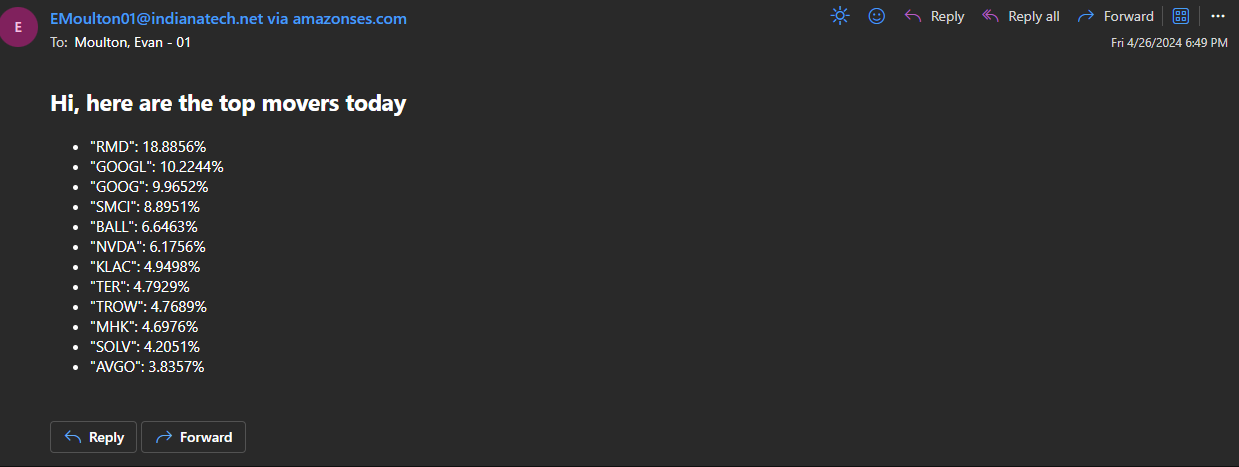 E
EMoulton01@indianatech.net via amazonses.com
Reply
Reply all
Forward
To: Moulton, Evan - 01
Fri 4/26/2024 6:49 PM
Hi, here are the top movers today
• "RMD": 18.8856%
• "GOOGL": 10.2244%
• "GOOG": 9.9652%
• "SMCI": 8.8951%
• "BALL": 6.6463%
• "NVDA": 6.1756%
• "KLAC": 4.9498%
• "TER": 4.7929%
• "TROW": 4.7689%
• "MHK": 4.6976%
• "SOLV": 4.2051%
• "AVGO": 3.8357%
Reply
Forward